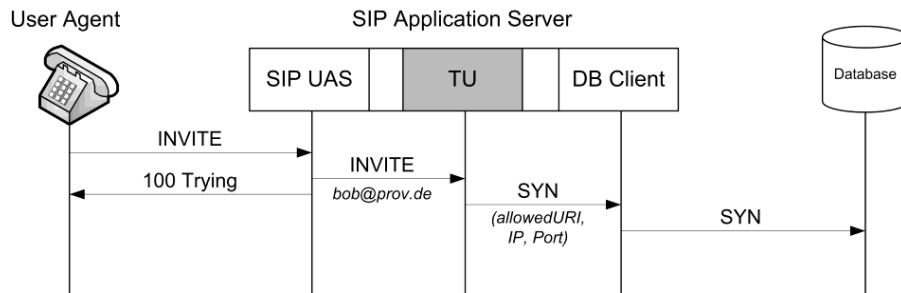 User Agent
SIP Application Server
SIP UAS
TU
DB Client
Database
INVITE
100 Trying
INVITE
bob@prov.de
SYN
(allowedURI,
IP, Port)
SYN